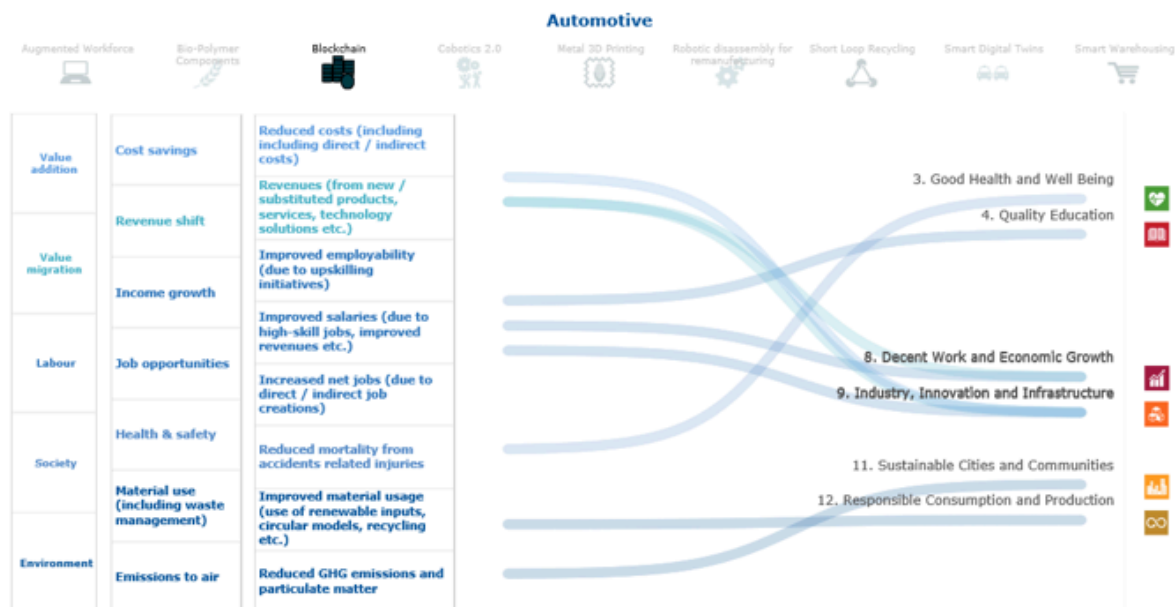 Automotive
Augmented Workforce
Bio-Polymer
Components
Blockchain
Cobotics 2.0
Metal 3D Printing
Robotic disassembly for
remanufacturing
Short Loop Recycling
Smart Digital Twins
Smart Warehousing
Value
addition
Value
migration
Labour
Society
Environment
Cost savings
Revenue shift
Income growth
Job opportunities
Health & safety
Material use
(including waste
management)
Emissions to air
Reduced costs (including
including direct / indirect
costs)
Revenues (from new /
substituted products,
services, technology
solutions etc.)
Improved employability
(due to upskilling
initiatives)
Improved salaries (due to
high-skill jobs, improved
revenues etc.)
Increased net jobs (due to
direct / indirect job
creations)
Reduced mortality from
accidents related injuries
Improved material usage
(use of renewable inputs,
circular models, recycling
etc.)
Reduced GHG emissions and
particulate matter
3. Good Health and Well Being
4. Quality Education
8. Decent Work and Economic Growth
9. Industry, Innovation and Infrastructure
11. Sustainable Cities and Communities
12. Responsible Consumption and Production